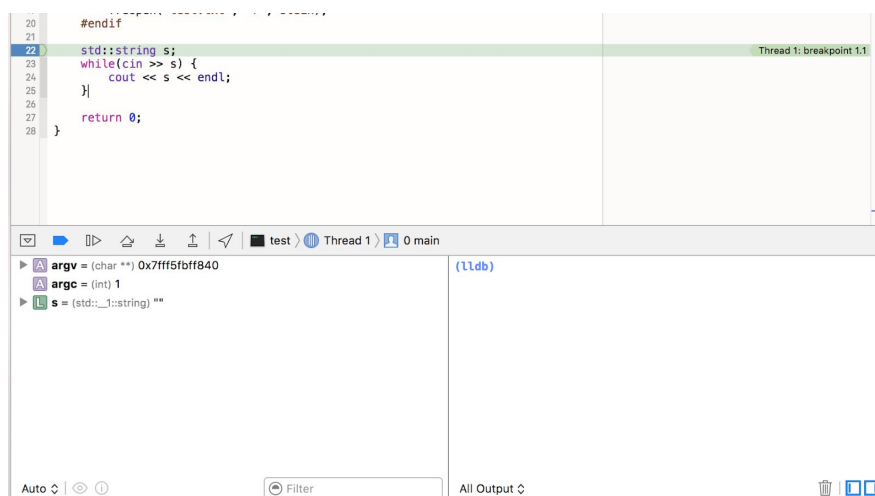 20 #endif
21
22 std::string s; Thread 1: breakpoint 1.1
23 while(cin >> s) {
24 cout << s << endl;
25 }
26
27 return 0;
28 }
test 〉 Thread 1 〉 0 main
A argv = (char **) 0x7fff5fbff840
A argc = (int) 1
L s = (std::__1::string) ""
(lldb)
Auto
Filter
All Output